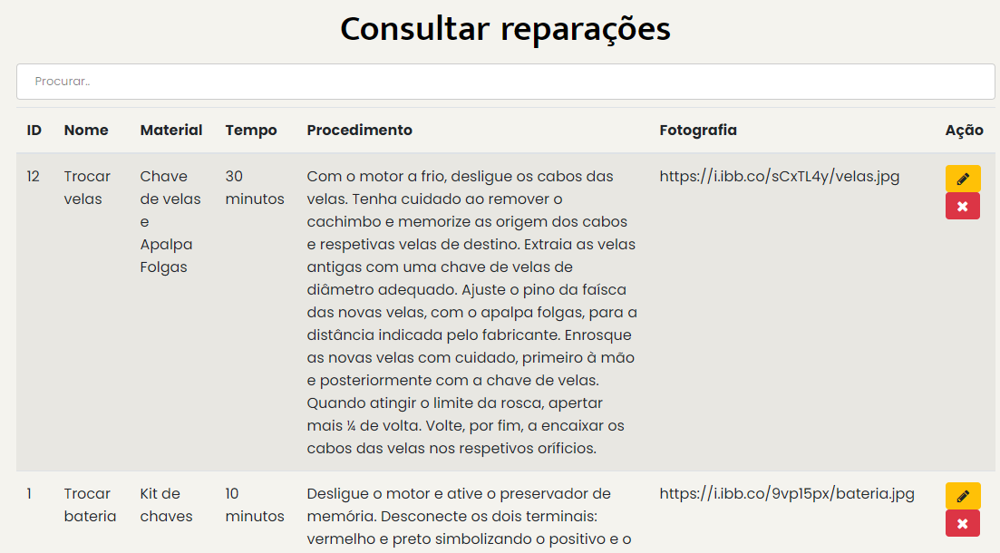 Consultar reparações
Procurar..
ID Nome Material Tempo Procedimento Fotografia Ação
12 Trocar Chave 30 Com o motor a frio, desligue os cabos das https://i.ibb.co/sCxTL4y/velas.jpg
velas de velas minutos velas. Tenha cuidado ao remover o
e cachimbo e memorize as origem dos cabos
Apalpa e respetivas velas de destino. Extraia as velas
Folgas antigas com uma chave de velas de
diâmetro adequado. Ajuste o pino da faísca
das novas velas, com o apalpa folgas, para a
distância indicada pelo fabricante. Enrosque
as novas velas com cuidado, primeiro à mão
e posteriormente com a chave de velas.
Quando atingir o limite da rosca, apertar
mais ¼ de volta. Volte, por fim, a encaixar os
cabos das velas nos respetivos oríficios.
1 Trocar Kit de 10 Desligue o motor e ative o preservador de https://i.ibb.co/9vp15px/bateria.jpg
bateria chaves minutos memória. Desconecte os dois terminais:
vermelho e preto simbolizando o positivo e o